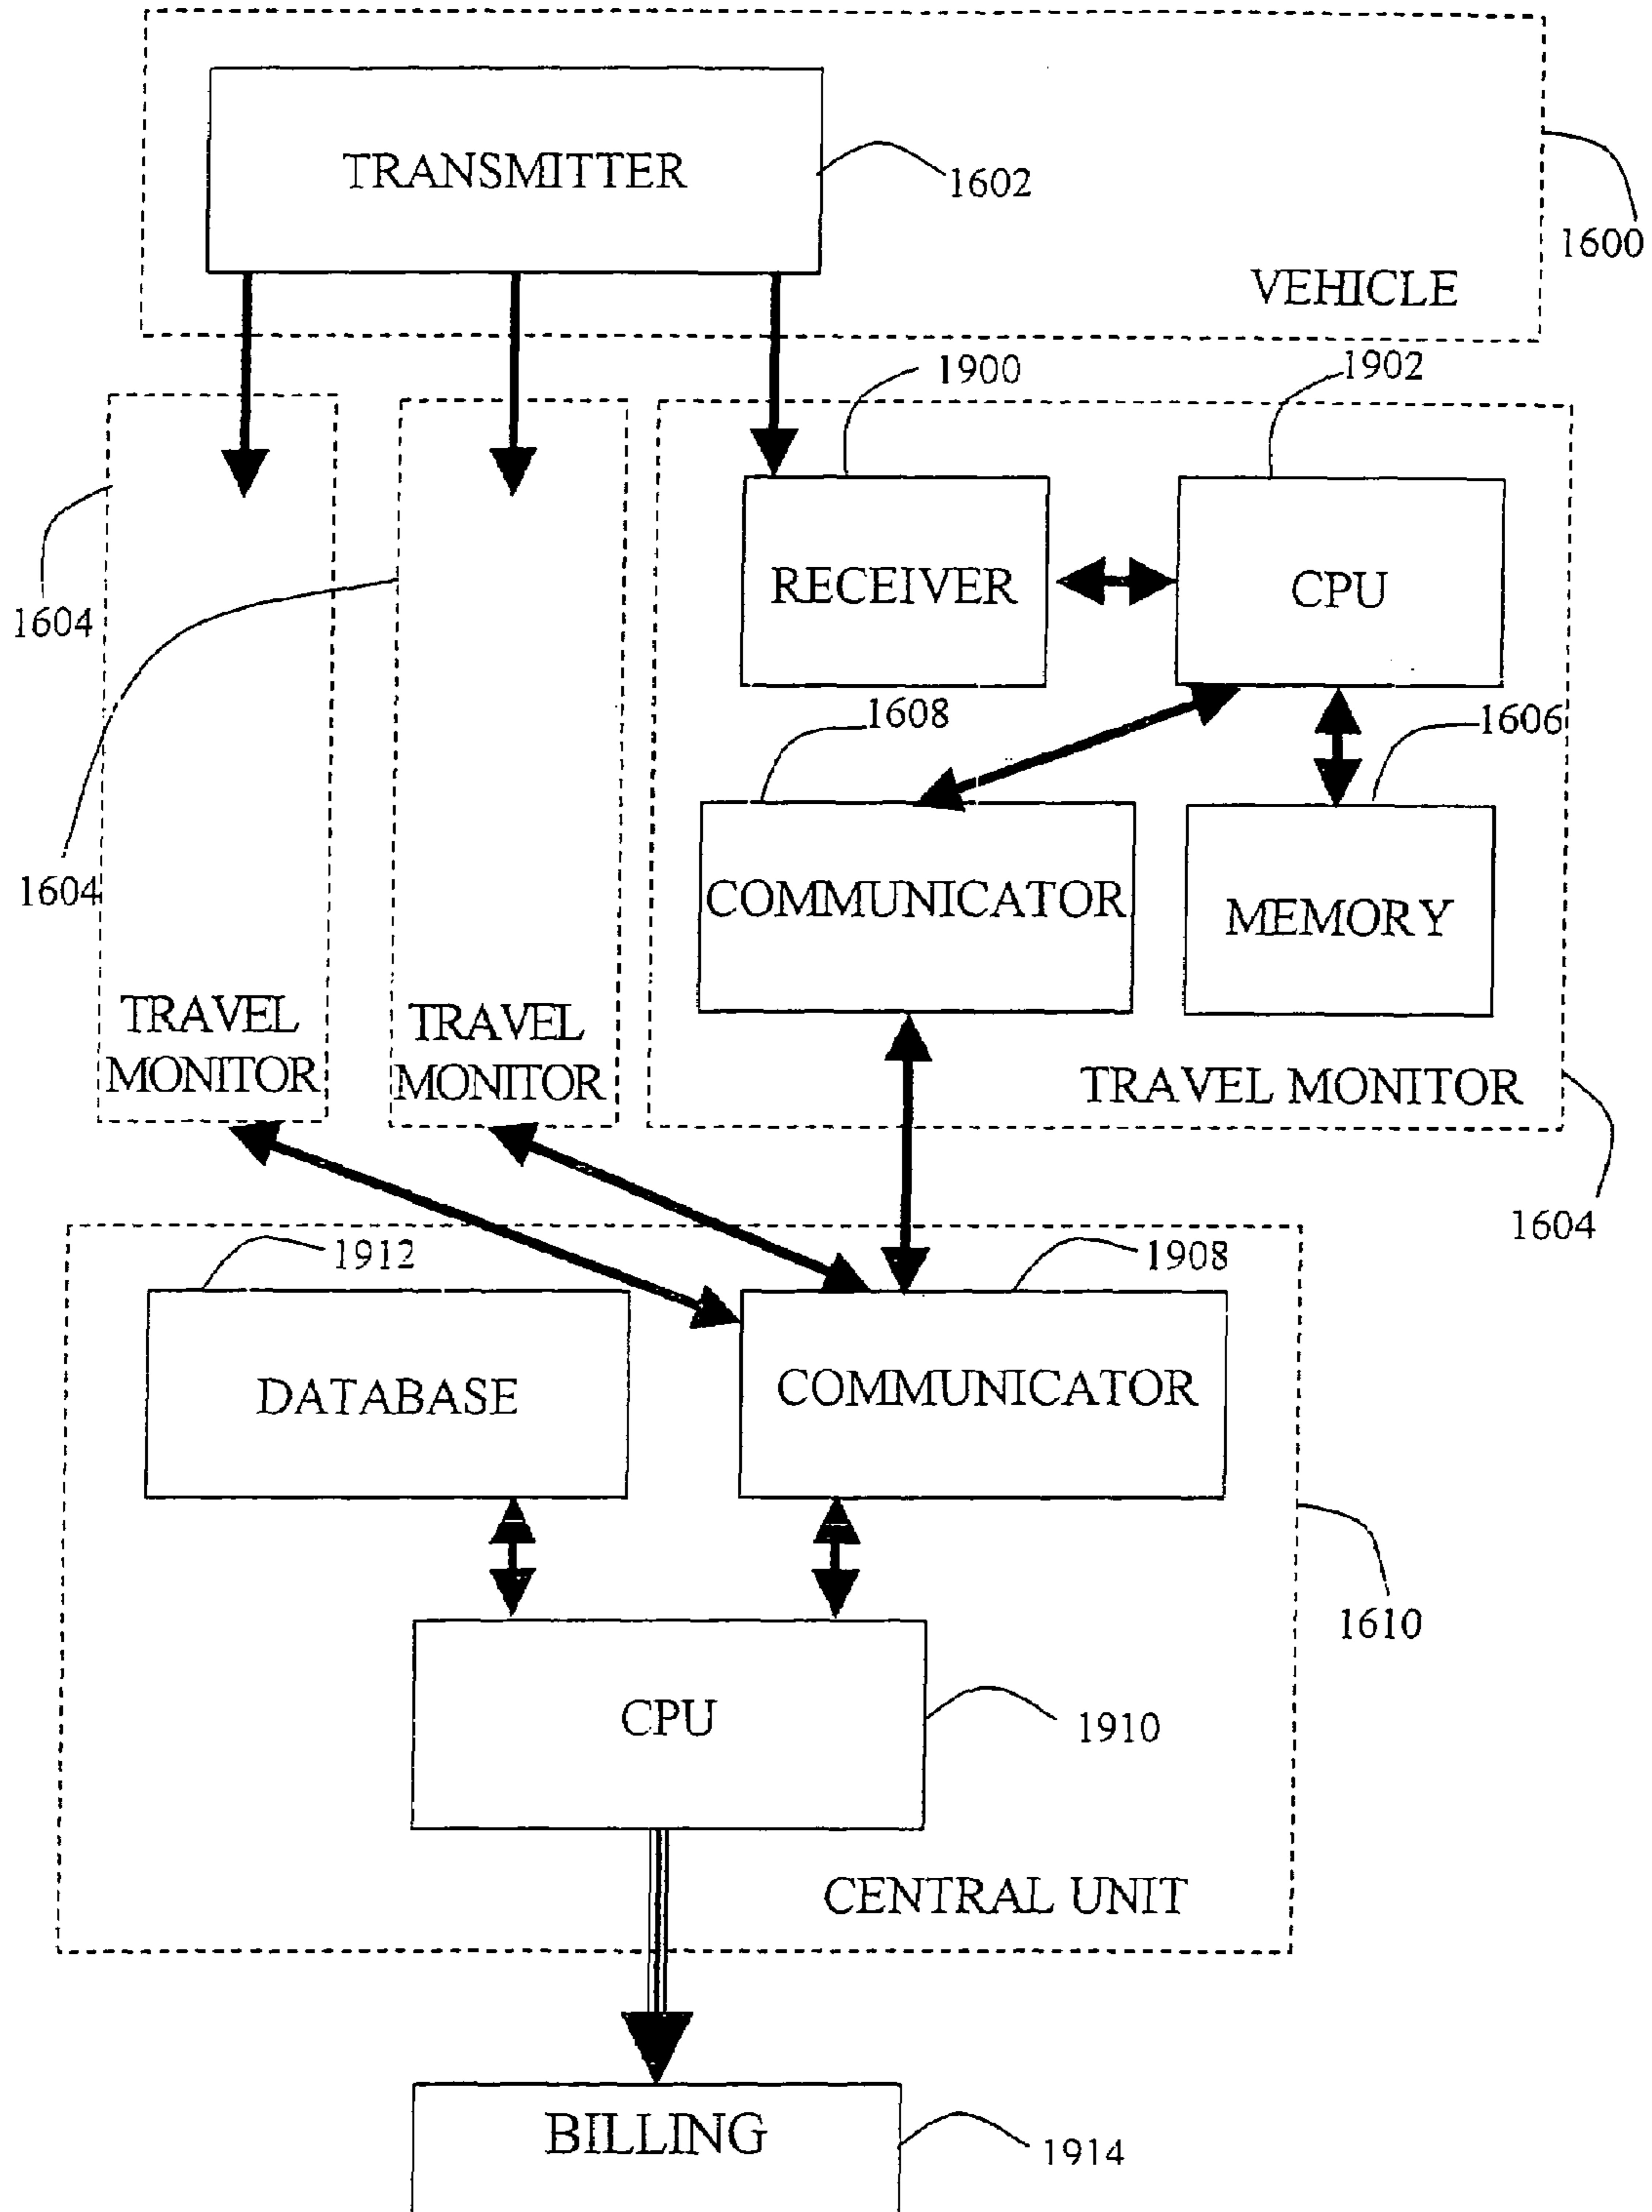 TRANSMITTER
1602
1600
VEHICLE
1900
1902
1604
RECEIVER
CPU
1608
1606
1604
COMMUNICATOR
MEMORY
TRAVEL
MONITOR
TRAVEL
MONITOR
TRAVEL MONITOR
1604
1912
1908
DATABASE
COMMUNICATOR
1610
CPU
1910
CENTRAL UNIT
BILLING
1914